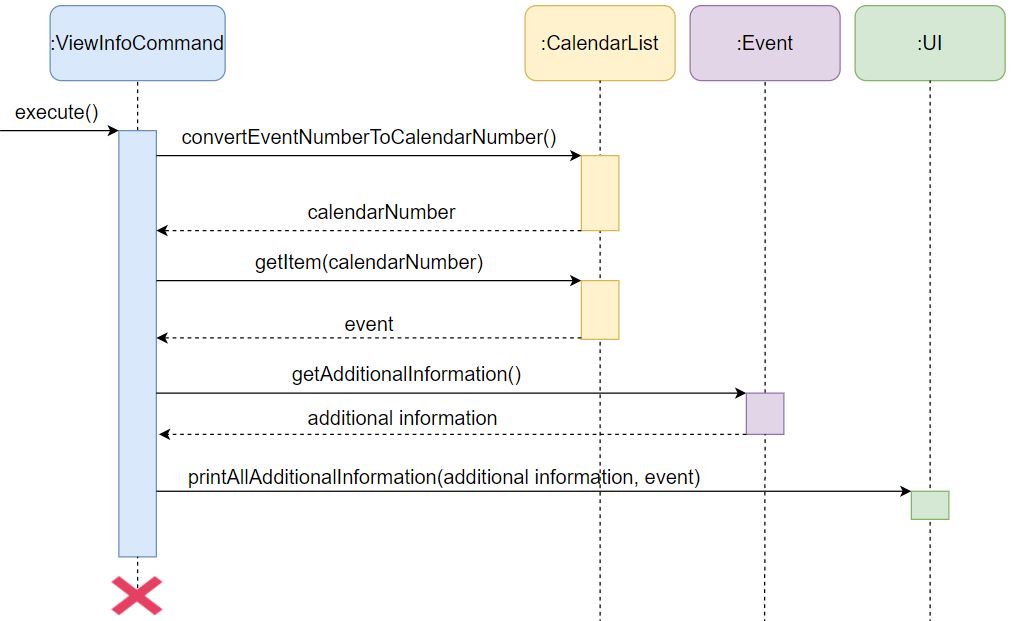 :ViewInfoCommand
:CalendarList
:Event
:UI
execute()
convertEventNumberToCalendarNumber()
calendarNumber
getItem(calendarNumber)
event
getAdditionalInformation()
additional information
printAllAdditionalInformation(additional information, event)